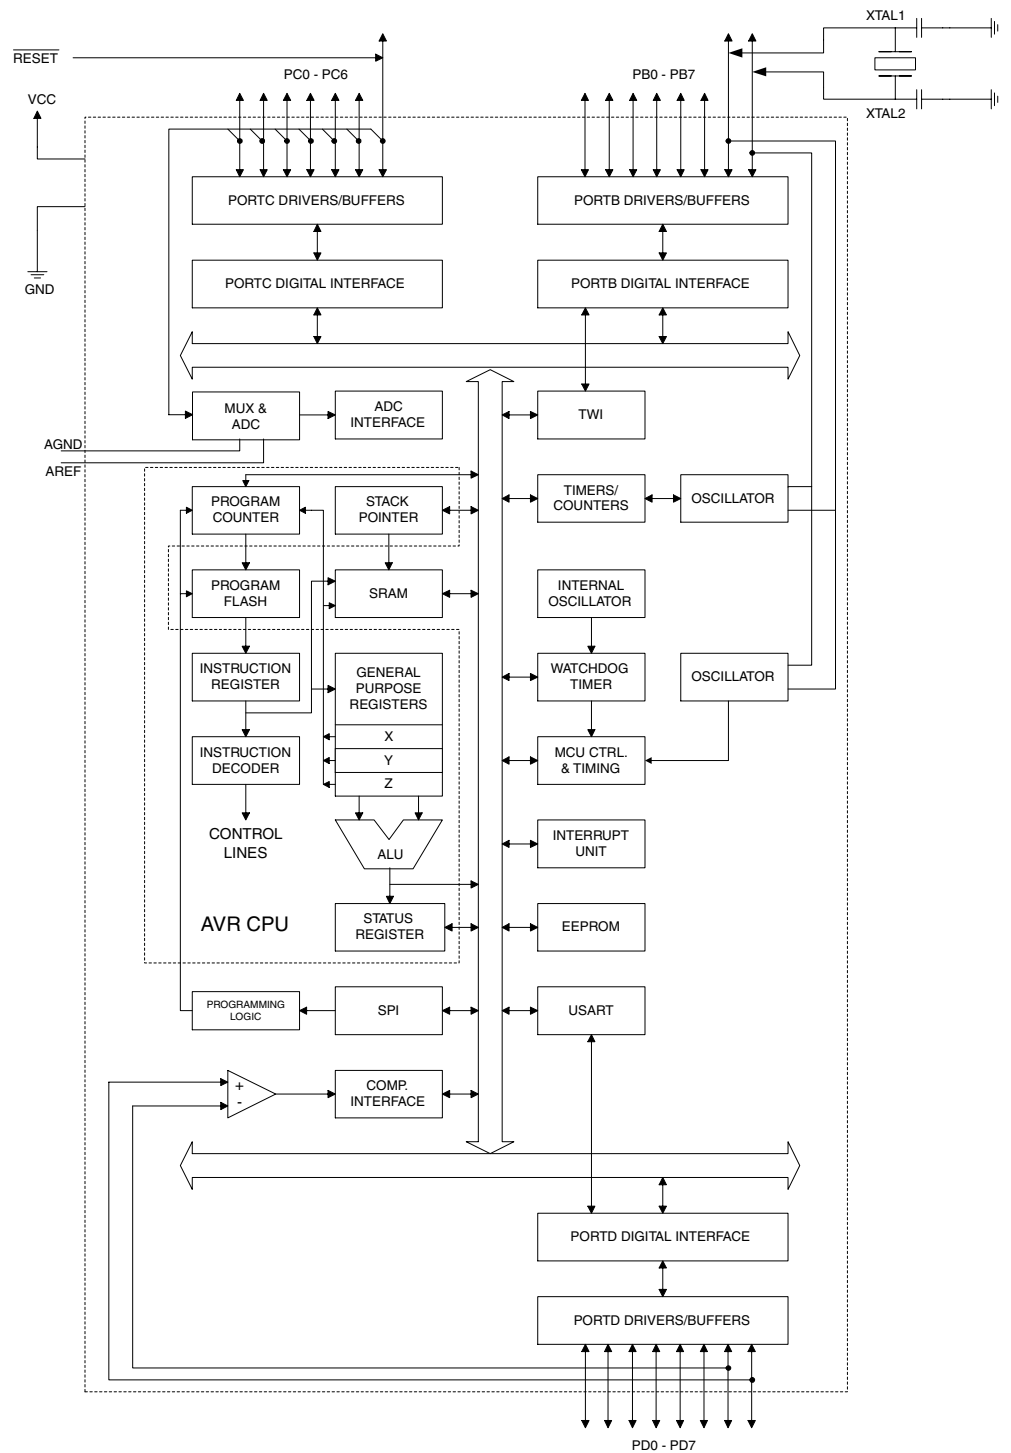 XTAL1
RESET
PC0 - PC6
PB0 - PB7
VCC
XTAL2
PORTC DRIVERS/BUFFERS
PORTB DRIVERS/BUFFERS
PORTC DIGITAL INTERFACE
PORTB DIGITAL INTERFACE
GND
MUX &
ADC
ADC
INTERFACE
TWI
AGND
AREF
PROGRAM
COUNTER
STACK
POINTER
TIMERS/
COUNTERS
OSCILLATOR
PROGRAM
FLASH
SRAM
INTERNAL
OSCILLATOR
INSTRUCTION
REGISTER
GENERAL
PURPOSE
REGISTERS
WATCHDOG
TIMER
OSCILLATOR
X
Y
Z
INSTRUCTION
DECODER
MCU CTRL.
& TIMING
CONTROL
LINES
ALU
INTERRUPT
UNIT
AVR CPU
STATUS
REGISTER
EEPROM
PROGRAMMING
LOGIC
SPI
USART
+
-
COMP.
INTERFACE
PORTD DIGITAL INTERFACE
PORTD DRIVERS/BUFFERS
PD0 - PD7